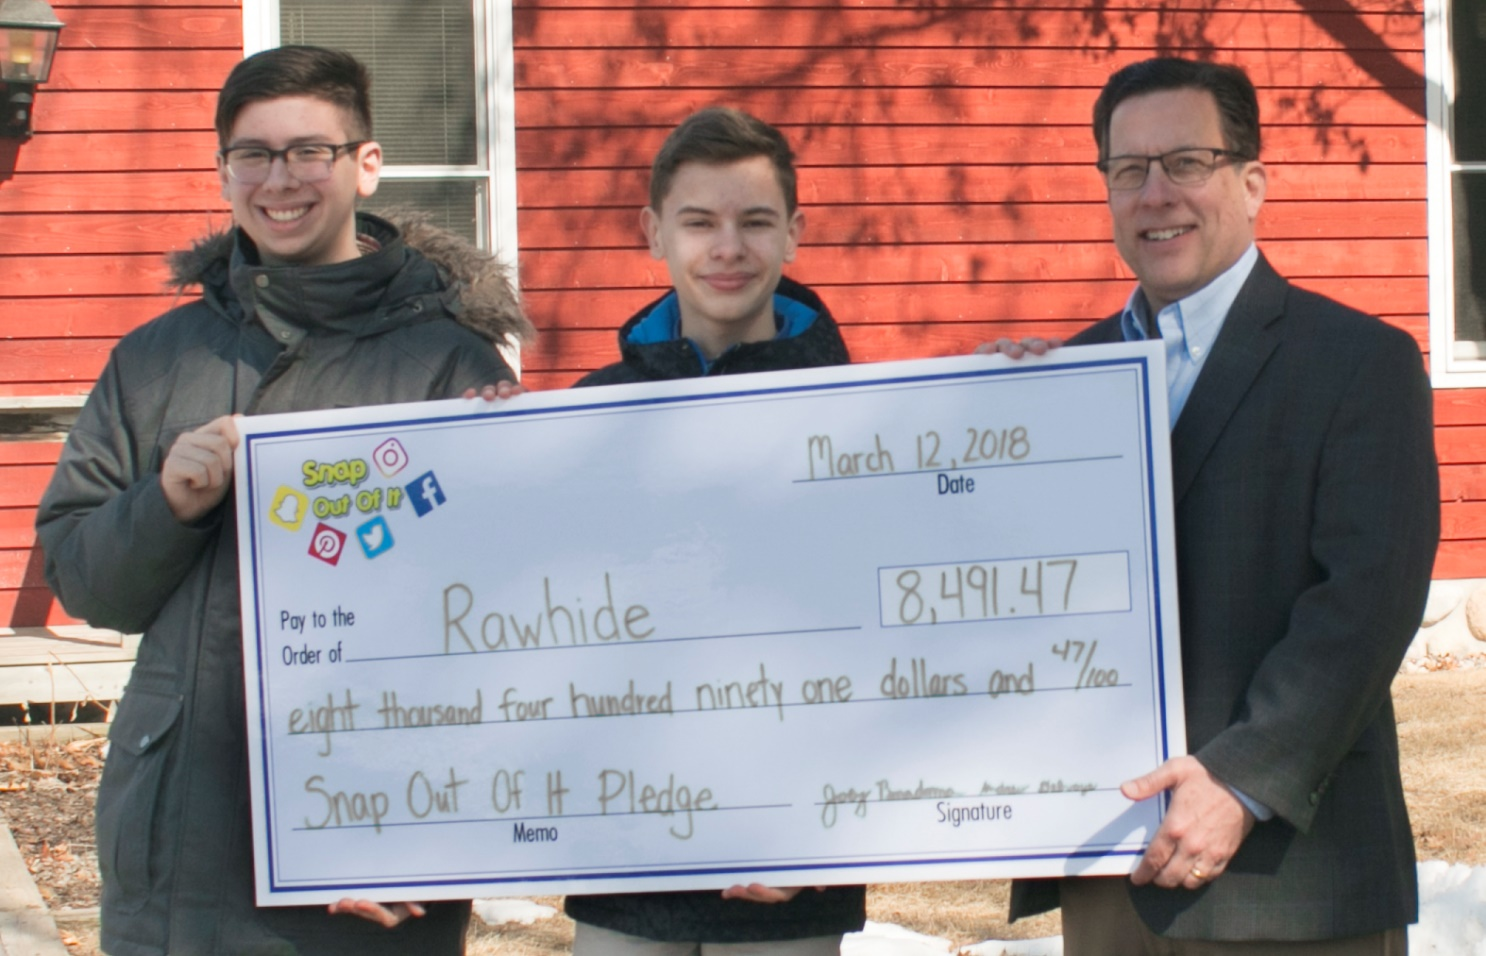 Snap
Out Of It
March 12, 2018
Date
Pay to the
Order of
Rawhide
8,491.47
eight thousand four hundred ninety one dollars and 47/100
Snap Out Of It Pledge
Memo
Joey
Signature